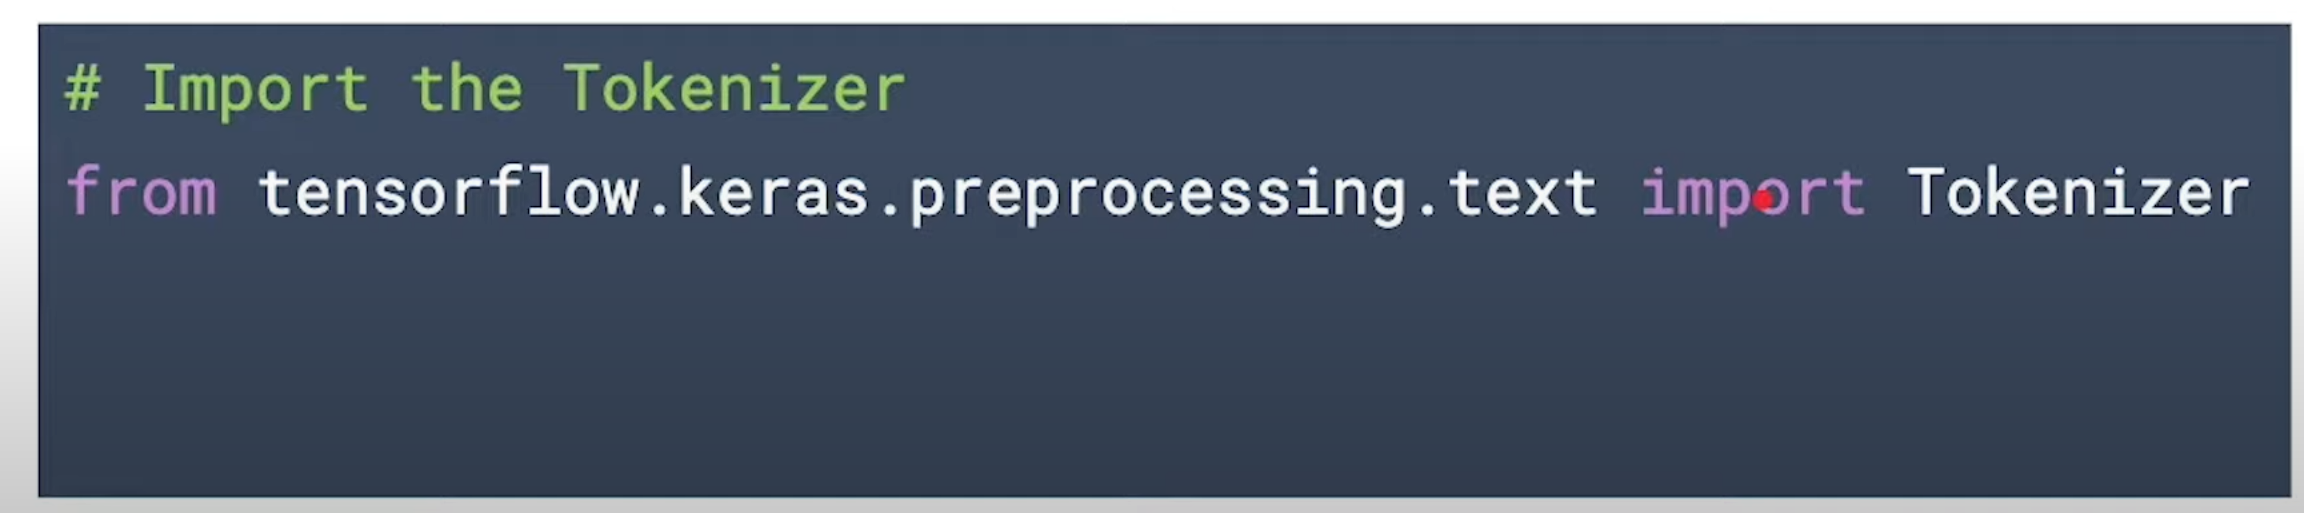 # Import the Tokenizer
from tensorflow.keras.preprocessing.text import Tokenizer